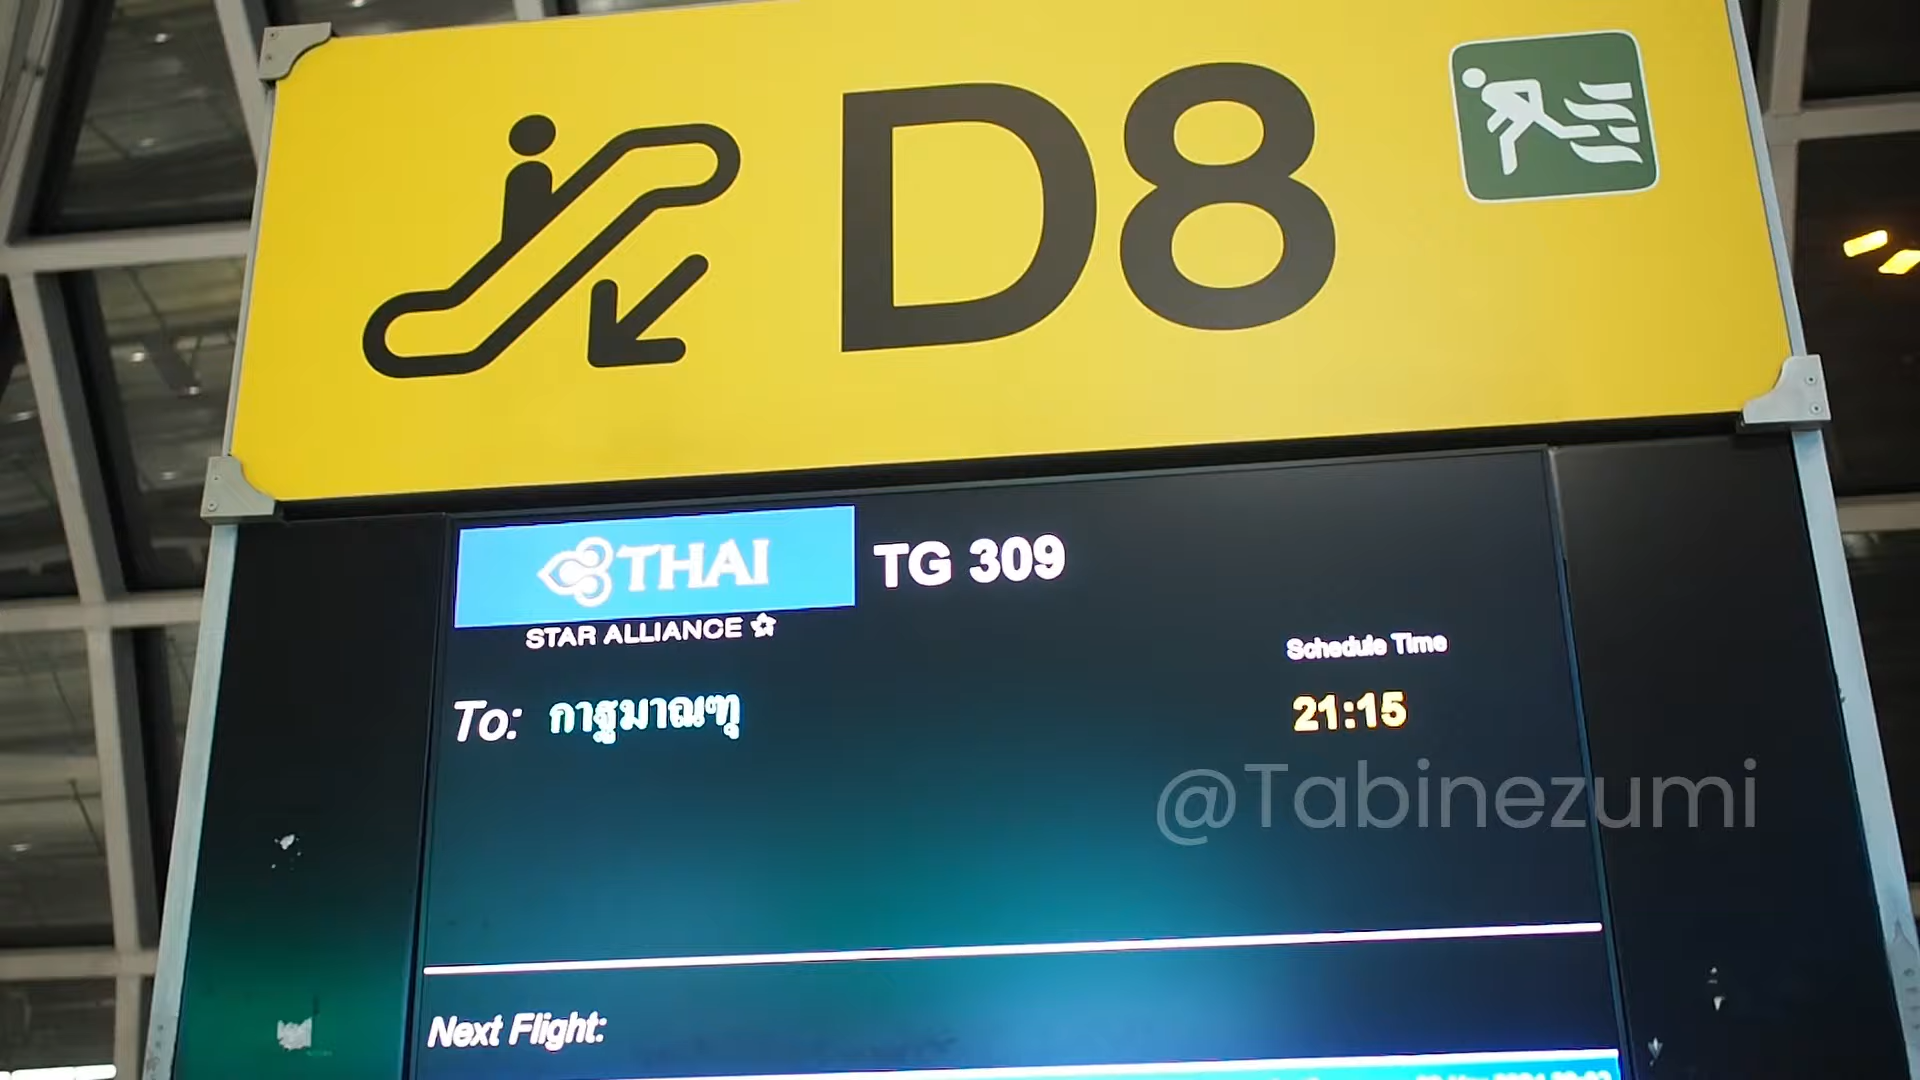 D8
THAI
TG 309
STAR ALLIANCE
Schedule Time
To: กาฐมาณฑุ
21:15
@Tabinezumi
Next Flight: